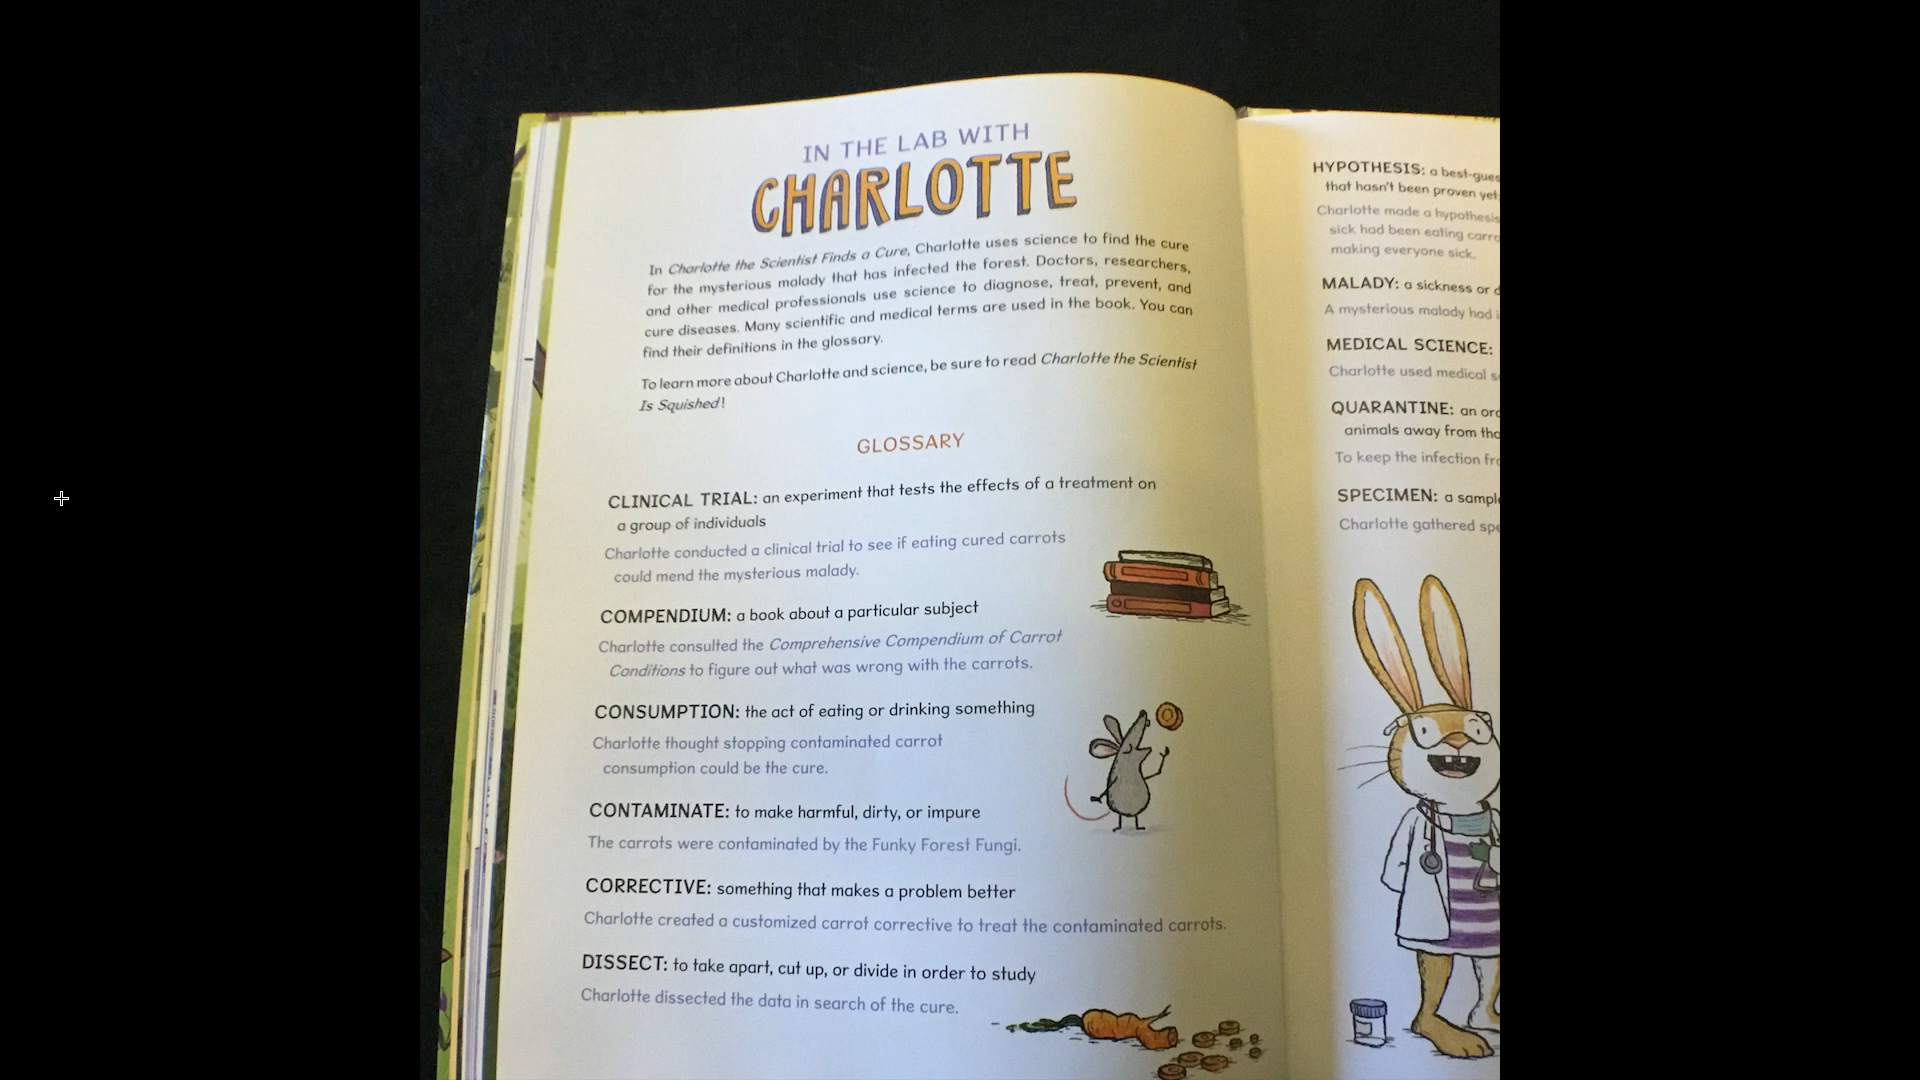 IN THE LAB WITH
CHARLOTTE
In Charlotte the Scientist Finds a Cure, Charlotte uses science to find the cure
for the mysterious malady that has infected the forest. Doctors, researchers,
and other medical professionals use science to diagnose, treat, prevent, and
cure diseases. Many scientific and medical terms are used in the book. You can
find their definitions in the glossary.
To learn more about Charlotte and science, be sure to read Charlotte the Scientist
Is Squished!
GLOSSARY
CLINICAL TRIAL: an experiment that tests the effects of a treatment on
a group of individuals
Charlotte conducted a clinical trial to see if eating cured carrots
could mend the mysterious malady.
COMPENDIUM: a book about a particular subject
Charlotte consulted the Comprehensive Compendium of Carrot
Conditions to figure out what was wrong with the carrots.
CONSUMPTION: the act of eating or drinking something
Charlotte thought stopping contaminated carrot
consumption could be the cure.
CONTAMINATE: to make harmful, dirty, or impure
The carrots were contaminated by the Funky Forest Fungi.
CORRECTIVE: something that makes a problem better
Charlotte created a customized carrot corrective to treat the contaminated carrots.
DISSECT: to take apart, cut up, or divide in order to study
Charlotte dissected the data in search of the cure.
HYPOTHESIS: a best-gues
that hasn't been proven yet
Charlotte made a hypothesis
sick had been eating carro
making everyone sick.
MALADY: a sickness or d
A mysterious malady had i
MEDICAL SCIENCE:
Charlotte used medical s
QUARANTINE: an ord
animals away from tho
To keep the infection fro
SPECIMEN: a sample
Charlotte gathered spe